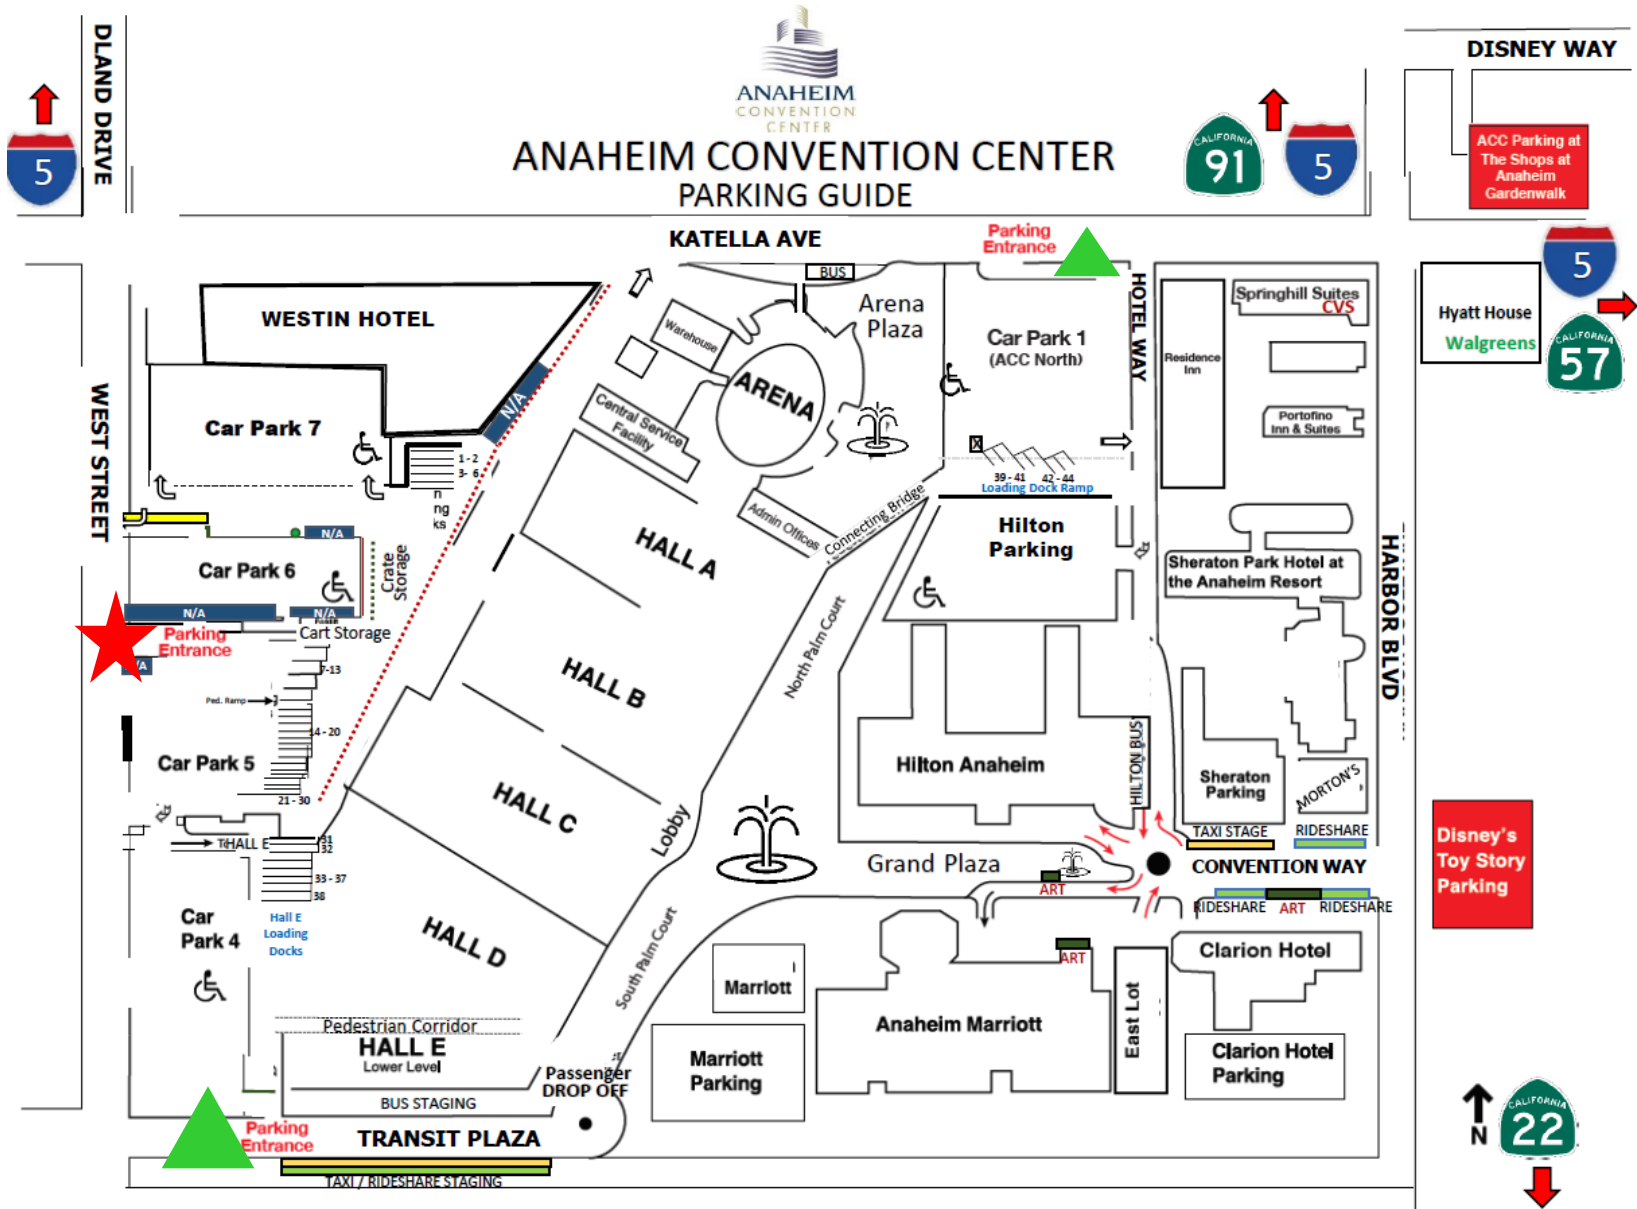 ANAHEIM
CONVENTION
CENTER
ANAHEIM CONVENTION CENTER
PARKING GUIDE
DLAND DRIVE
5
CALIFORNIA
91
5
DISNEY WAY
ACC Parking at
The Shops at
Anaheim
Gardenwalk
KATELLA AVE
Parking
Entrance
BUS
5
CALIFORNIA
57
Hyatt House
Walgreens
WESTIN HOTEL
Warehouse
Arena
Plaza
ARENA
Car Park 1
(ACC North)
HOTEL WAY
Residence
Inn
Springhill Suites
CVS
Portofino
Inn & Suites
WEST STREET
Car Park 7
N/A
1 - 2
3- 6
n
ng
ks
Central Service
Facility
Admin Offices
Connecting Bridge
X
39 - 41
42 - 44
Loading Dock Ramp
Hilton
Parking
Sheraton Park Hotel at
the Anaheim Resort
HARBOR BLVD
HALL A
N/A
Car Park 6
Crate
Storage
N/A
N/A
Parking
Entrance
Cart Storage
/A
7-13
Ped. Ramp
14 - 20
Car Park 5
21 - 30
HALL B
North Palm Court
HALL C
Lobby
Hilton Anaheim
HILTON BUS
Sheraton
Parking
MORTON'S
TAXI STAGE
RIDESHARE
Grand Plaza
CONVENTION WAY
ART
RIDESHARE
ART
RIDESHARE
Disney's
Toy Story
Parking
HALL E
31
32
33 - 37
38
Car
Park 4
Hall E
Loading
Docks
HALL D
South Palm Court
Marriott
Marriott
Parking
Anaheim Marriott
ART
East Lot
Clarion Hotel
Clarion Hotel
Parking
Pedestrian Corridor
HALL E
Lower Level
BUS STAGING
Passenger
DROP OFF
Parking
Entrance
TRANSIT PLAZA
TAXI / RIDESHARE STAGING
N
CALIFORNIA
22